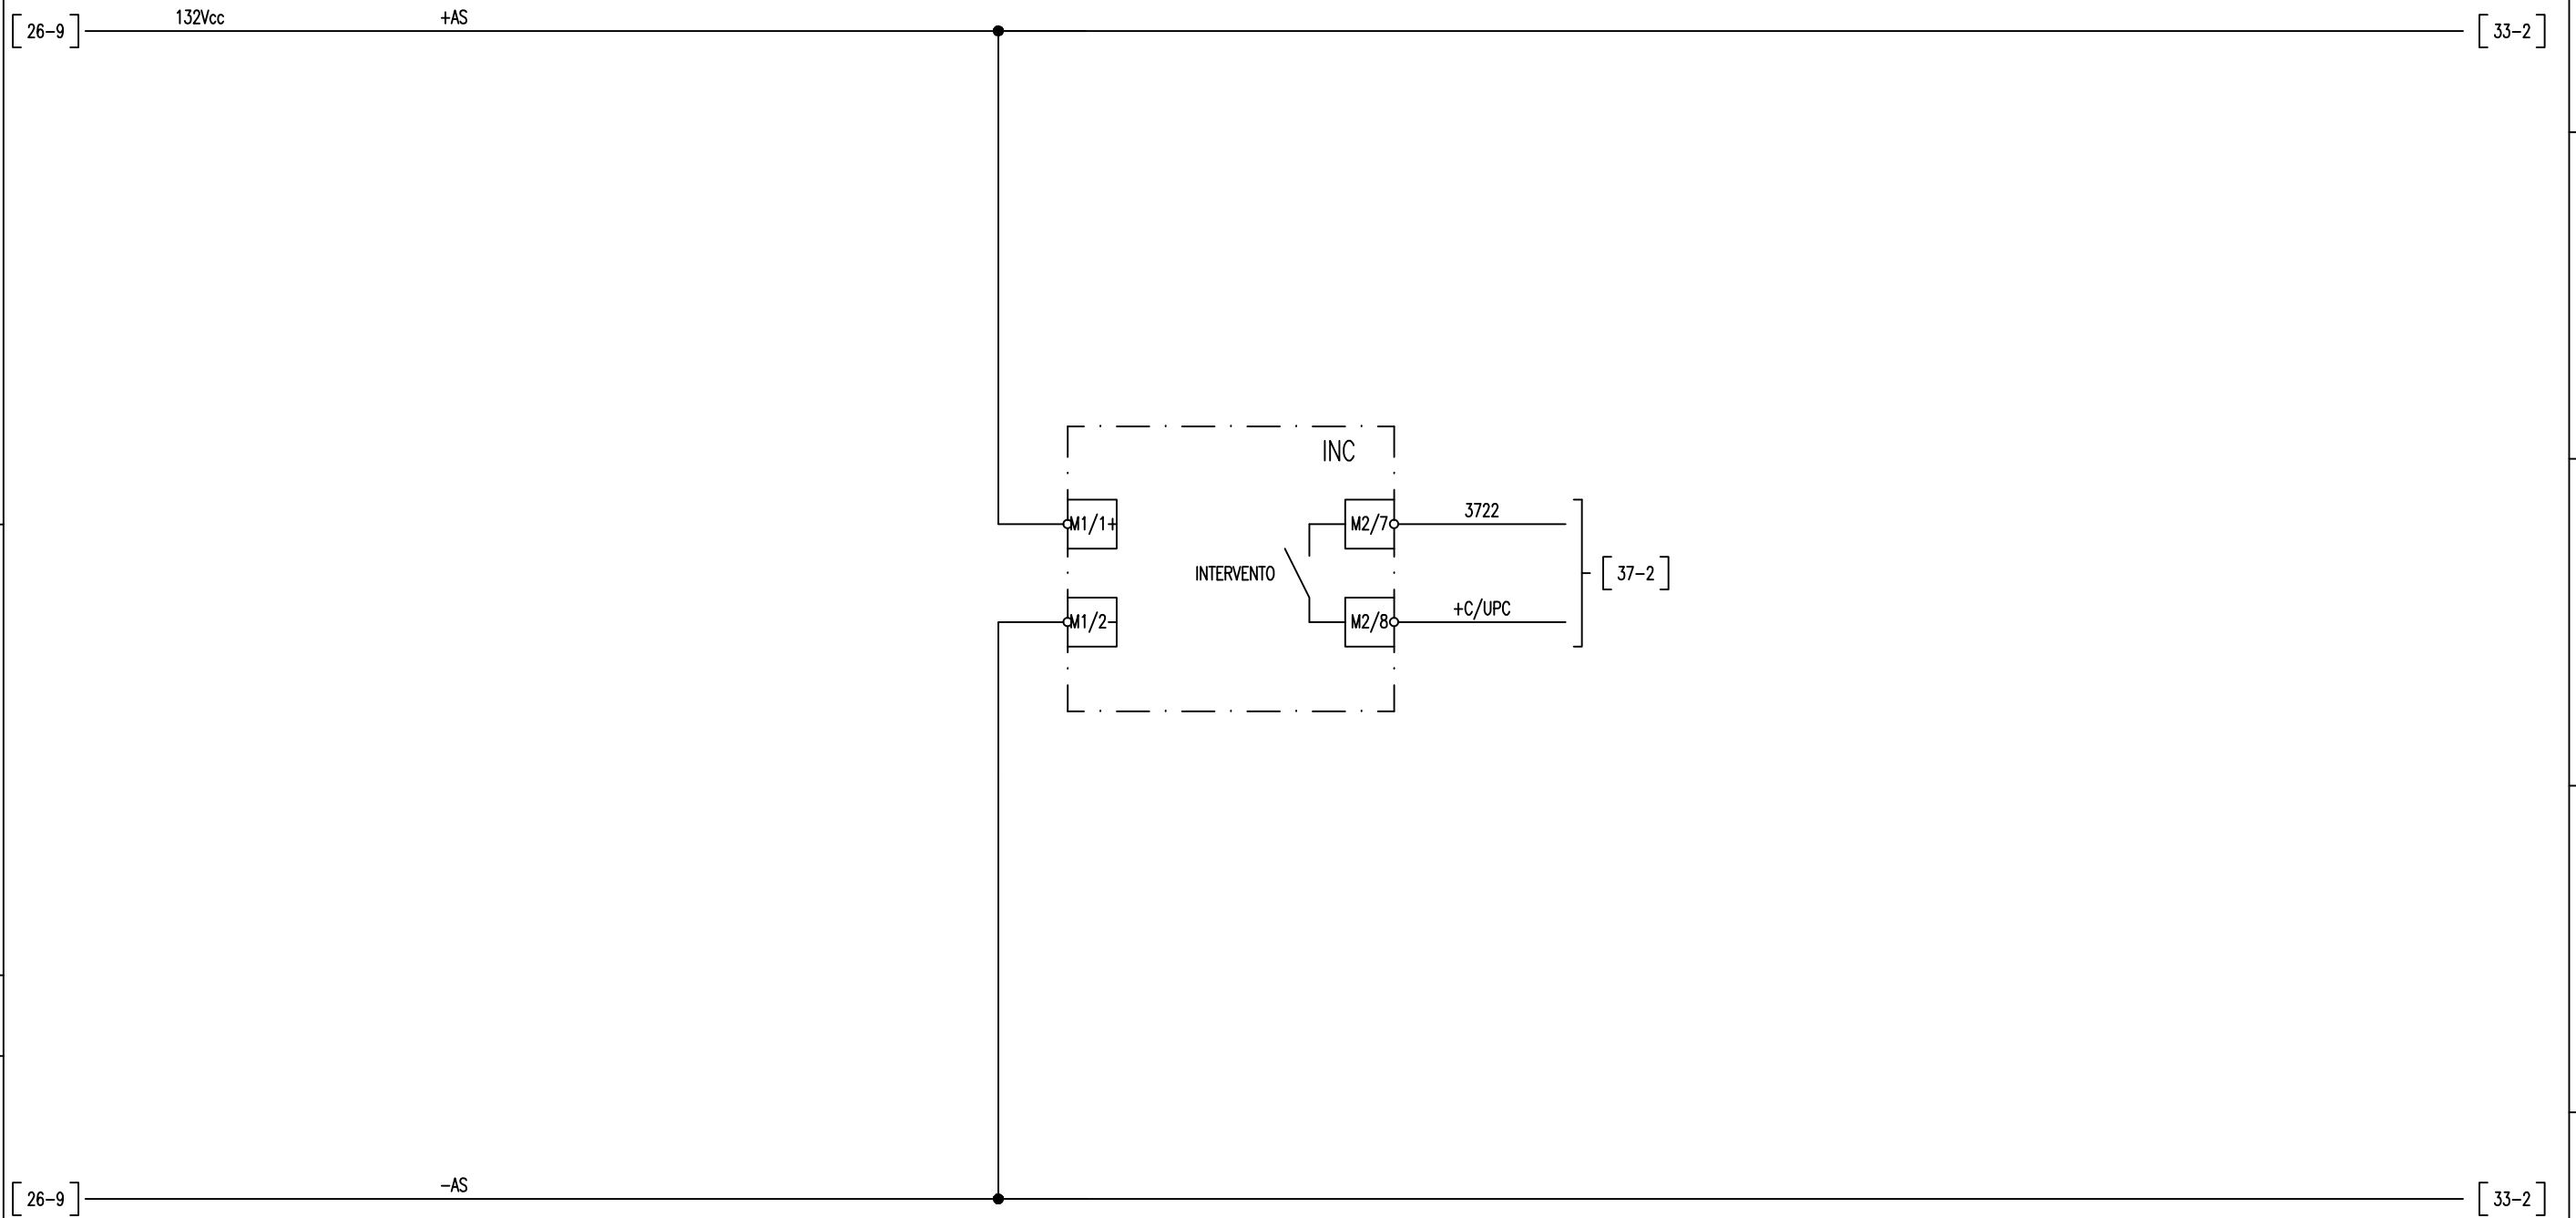 26-9 132Vcc +AS 33-2
INC
M1/1+ M2/7 3722
INTERVENTO 37-2
M1/2- M2/8 +C/UPC
26-9 -AS 33-2